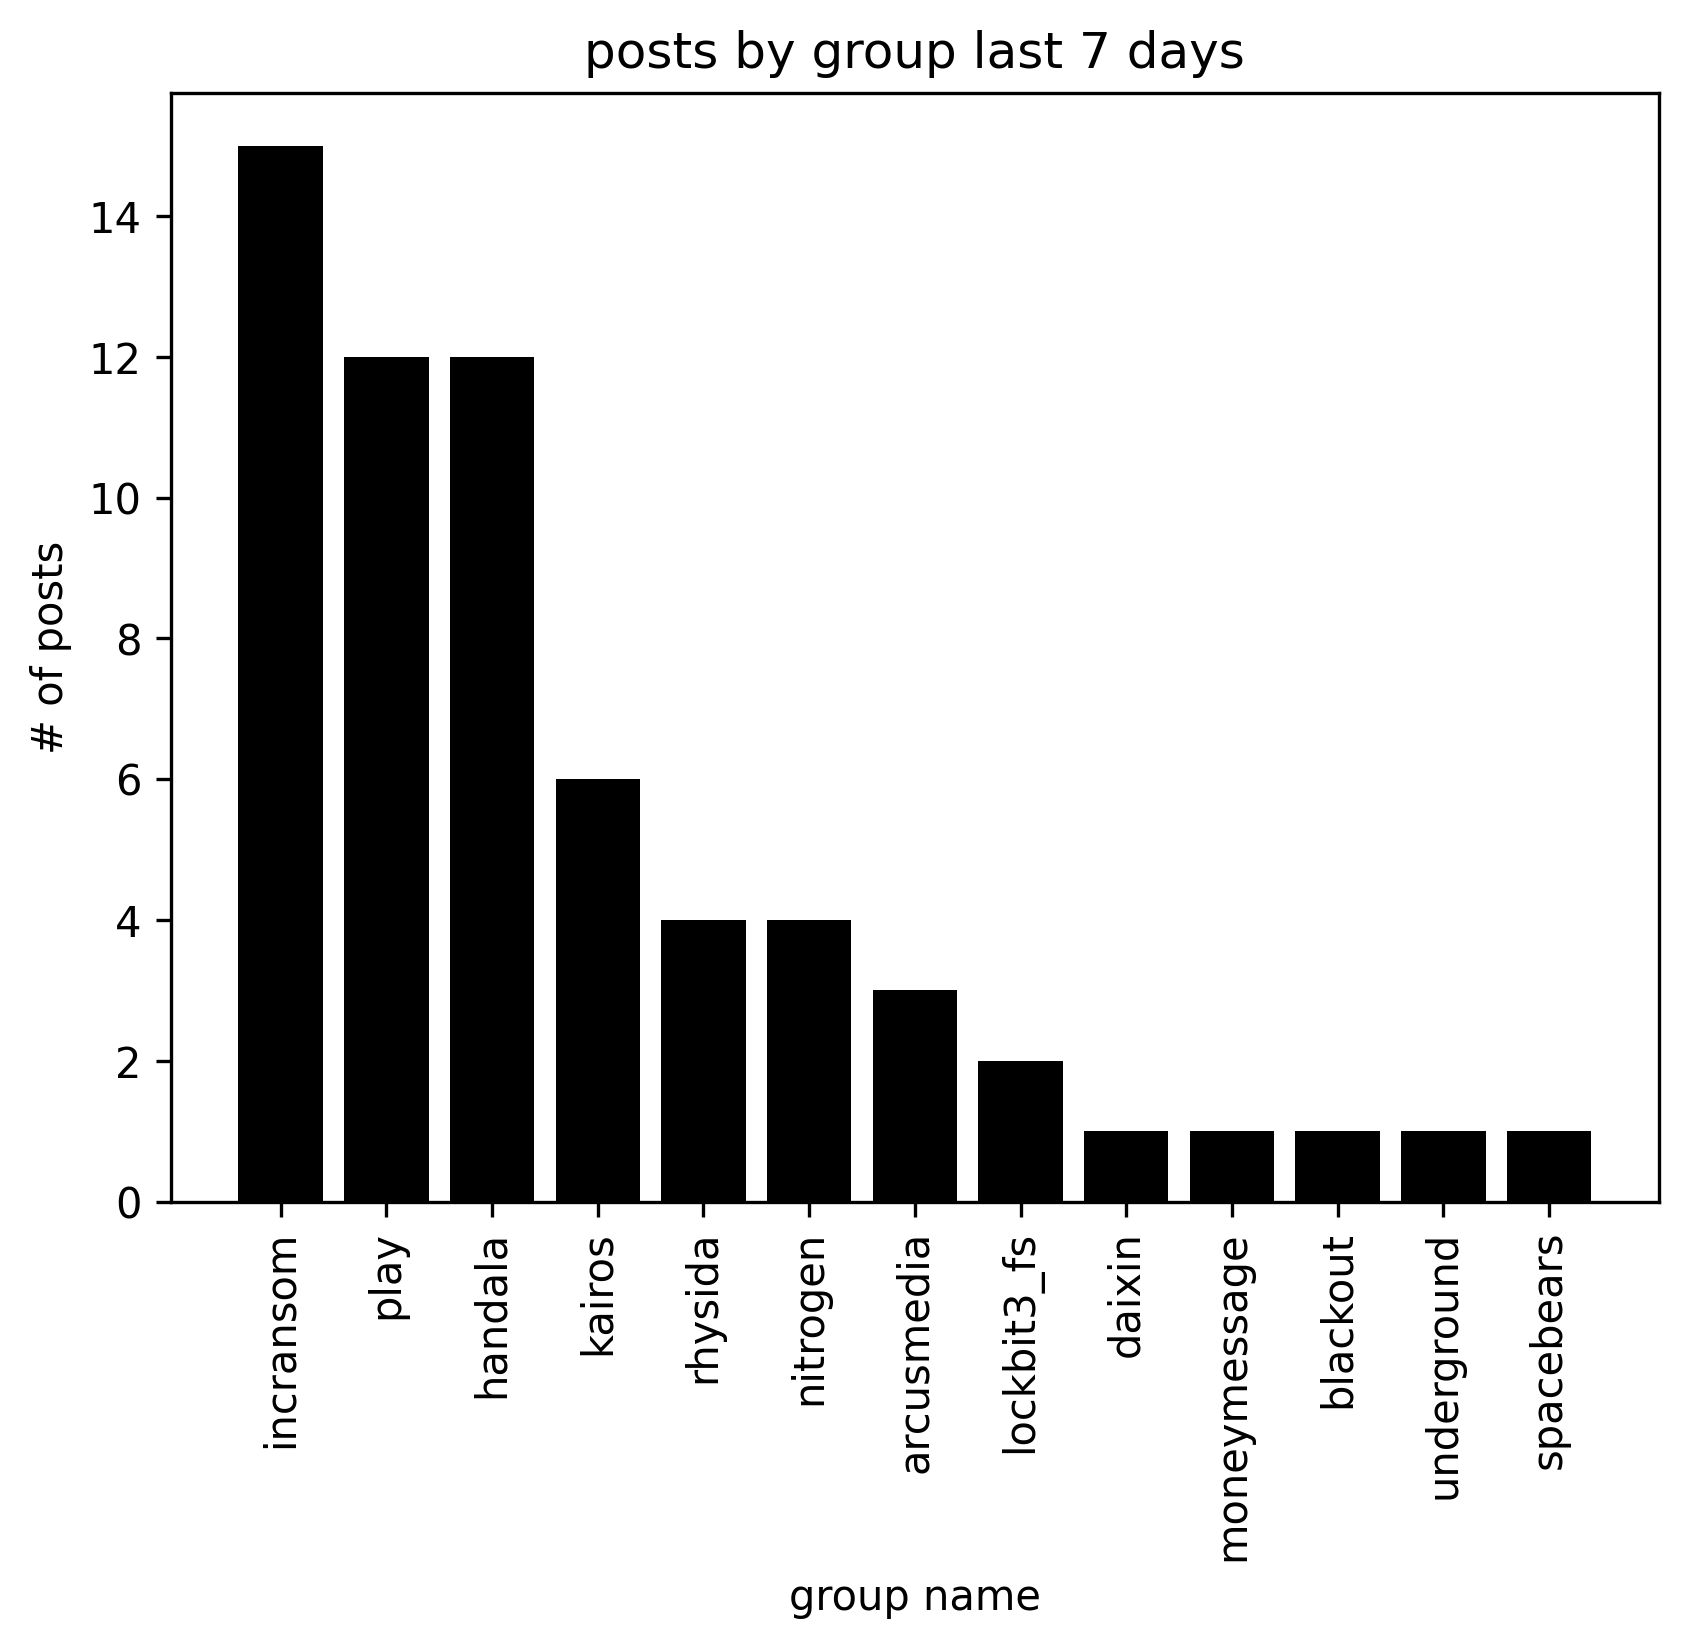 posts by group last 7 days
# of posts
14
12
10
8
6
4
2
0
incransom
play
handala
kairos
rhysida
nitrogen
arcusmedia
lockbit3_fs
daixin
moneymessage
blackout
underground
spacebears
group name